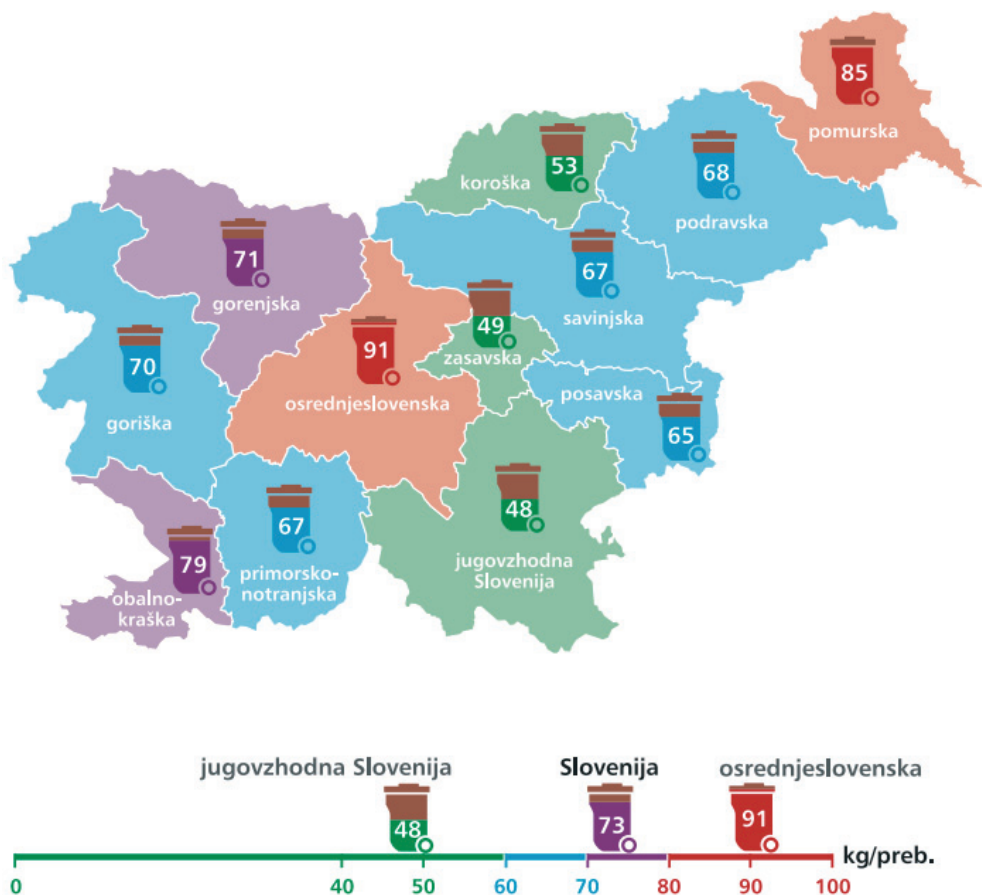 85
pomurska
53
koroška
68
podravska
71
gorenjska
67
savinjska
49
zasavska
91
osrednjeslovenska
70
goriška
posavska
65
48
jugovzhodna
Slovenija
67
primorsko-
notranjska
79
obalno-
kraška
jugovzhodna Slovenija
Slovenija
osrednjeslovenska
48
73
91
kg/preb.
0 40 50 60 70 80 90 100